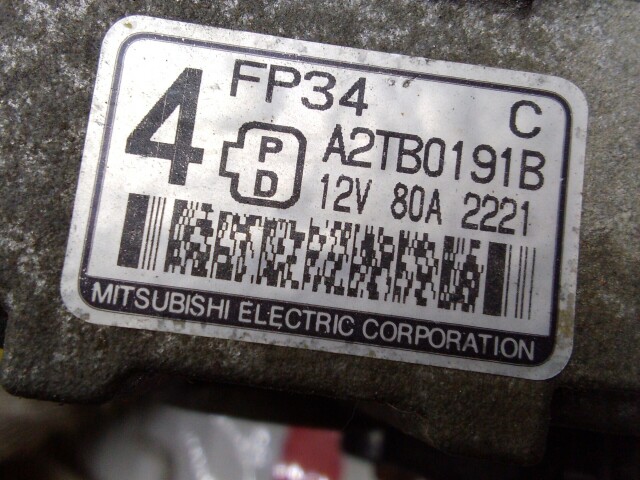 4
FP34
C
P
D
A2TB0191B
12V 80A 2221
MITSUBISHI ELECTRIC CORPORATION